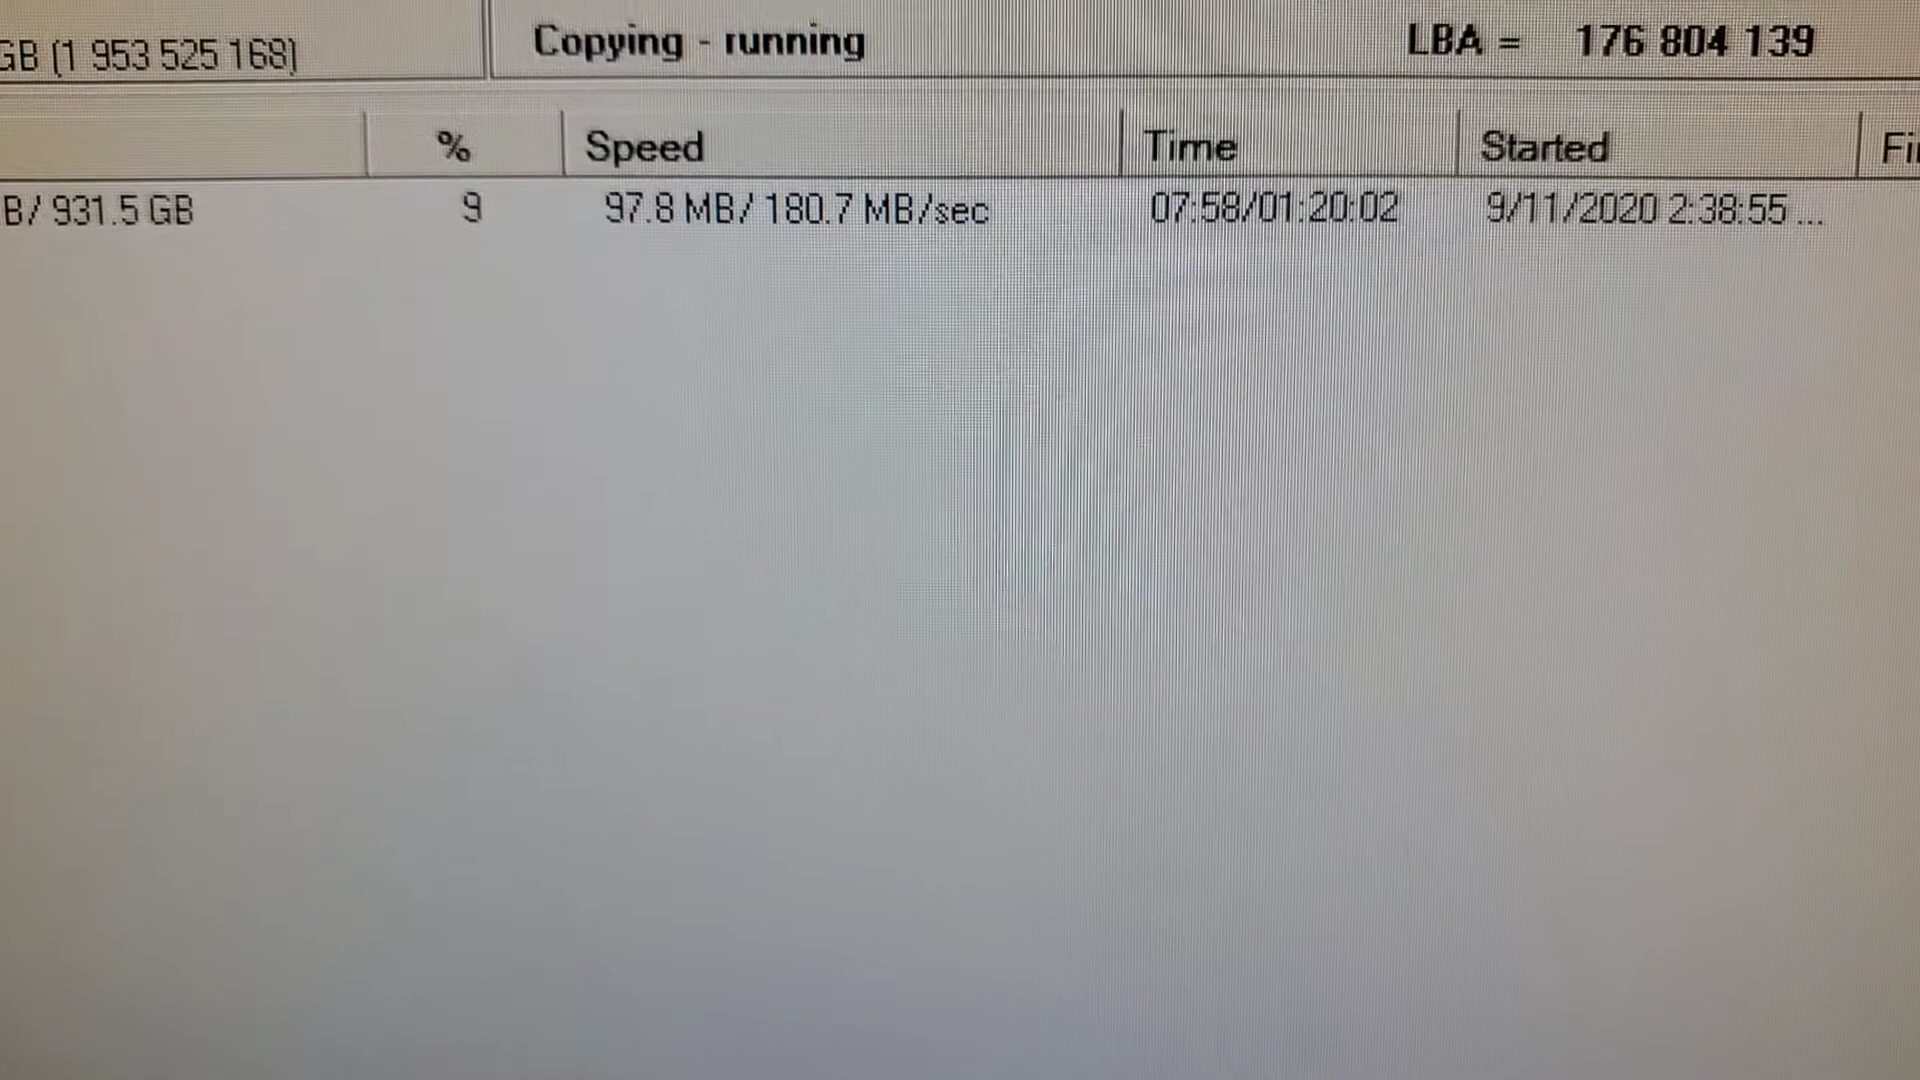 GB (1 953 525 168)
Copying - running
LBA = 176 804 139
% Speed Time Started
B/ 931.5 GB 9 97.8 MB/ 180.7 MB/sec 07:58/01:20:02 9/11/2020 2:38:55 ...